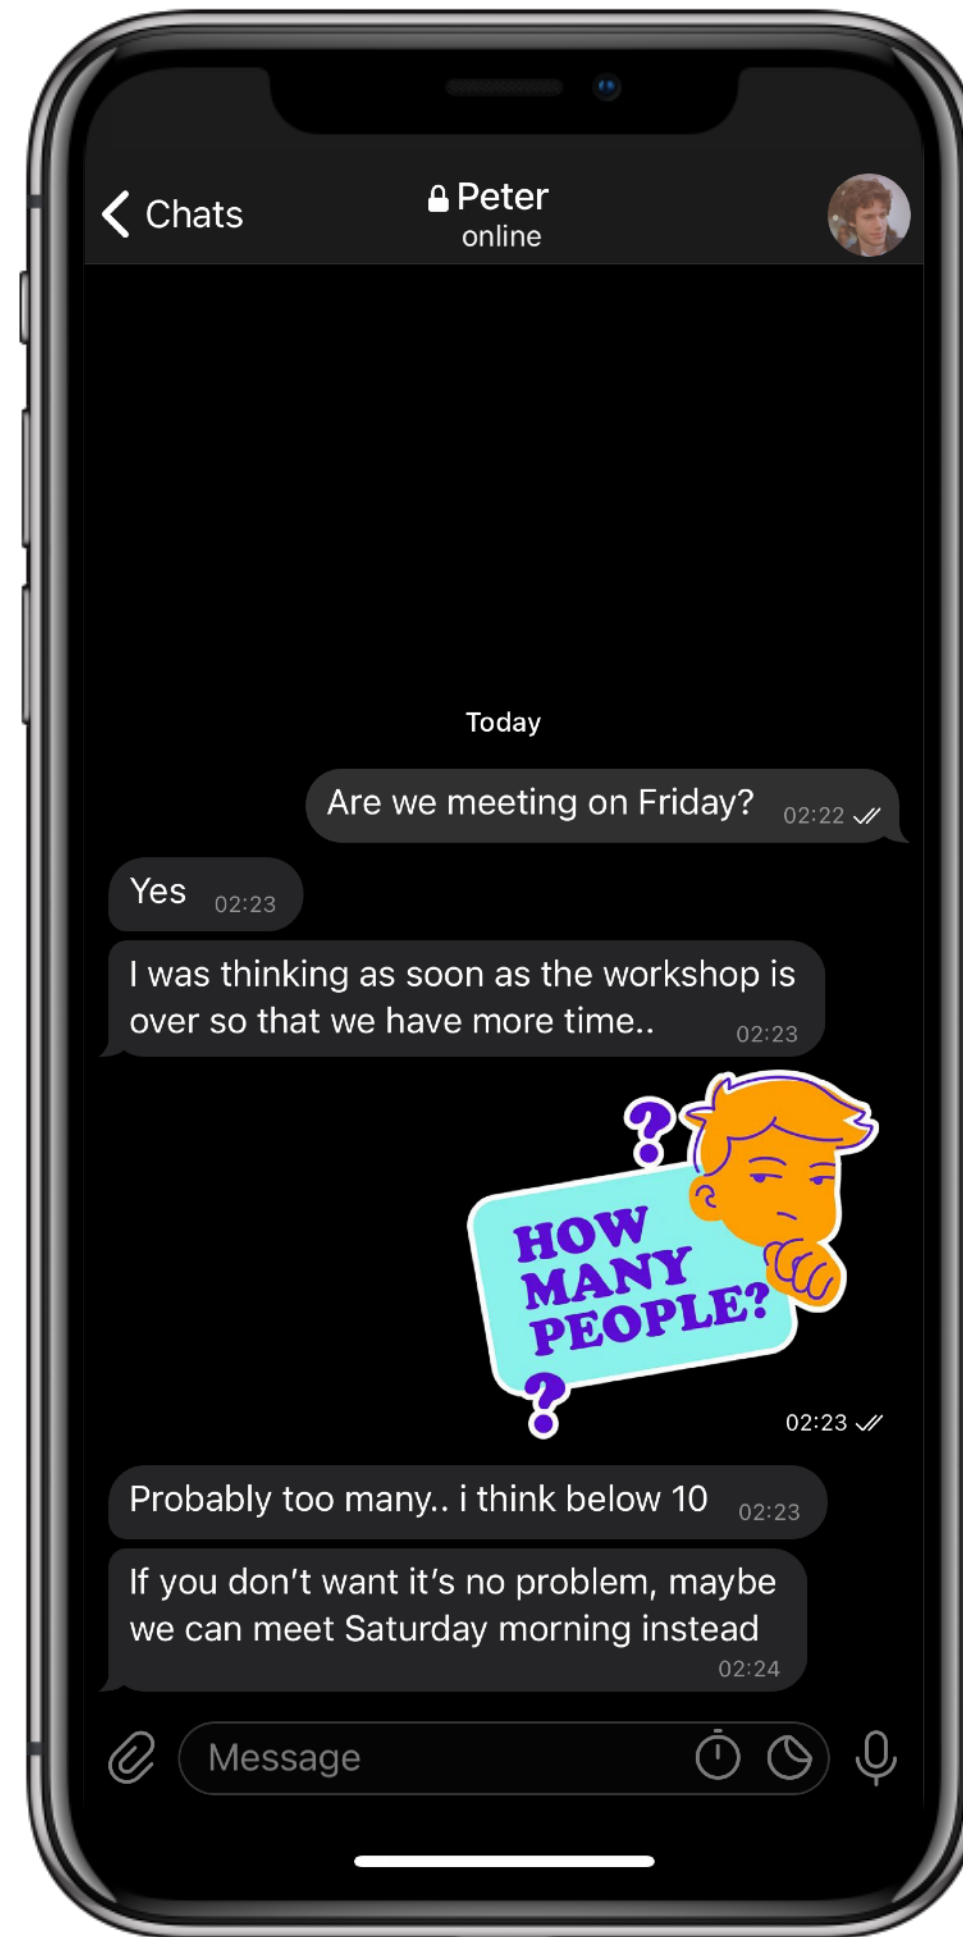 Chats
Peter
online
Today
Are we meeting on Friday? 02:22
Yes 02:23
I was thinking as soon as the workshop is
over so that we have more time.. 02:23
?
HOW
MANY
PEOPLE?
?
02:23
Probably too many.. i think below 10 02:23
If you don’t want it’s no problem, maybe
we can meet Saturday morning instead
02:24
Message